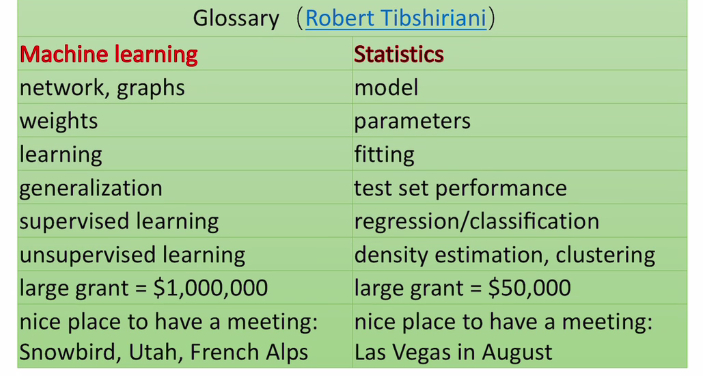 Glossary （Robert Tibshiriani）
Machine learning Statistics
network, graphs model
weights parameters
learning fitting
generalization test set performance
supervised learning regression/classification
unsupervised learning density estimation, clustering
large grant = $1,000,000 large grant = $50,000
nice place to have a meeting: nice place to have a meeting:
Snowbird, Utah, French Alps Las Vegas in August